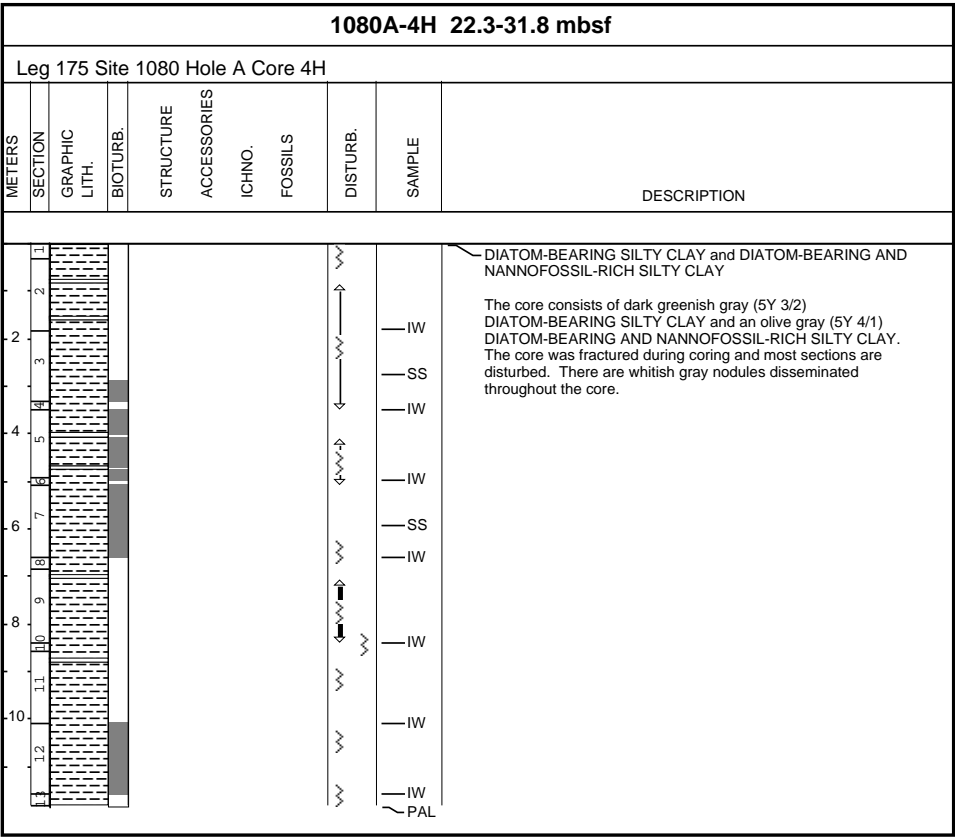 1080A-4H 22.3-31.8 mbsf
Leg 175 Site 1080 Hole A Core 4H
METERS
SECTION
GRAPHIC
LITH.
BIOTURB.
STRUCTURE
ACCESSORIES
ICHNO.
FOSSILS
DISTURB.
SAMPLE
DESCRIPTION
1
2
3
4
5
6
7
8
9
10
11
12
13
2
4
6
8
10
IW
SS
IW
IW
SS
IW
IW
IW
IW
PAL
DIATOM-BEARING SILTY CLAY and DIATOM-BEARING AND
NANNOFOSSIL-RICH SILTY CLAY
The core consists of dark greenish gray (5Y 3/2)
DIATOM-BEARING SILTY CLAY and an olive gray (5Y 4/1)
DIATOM-BEARING AND NANNOFOSSIL-RICH SILTY CLAY.
The core was fractured during coring and most sections are
disturbed. There are whitish gray nodules disseminated
throughout the core.